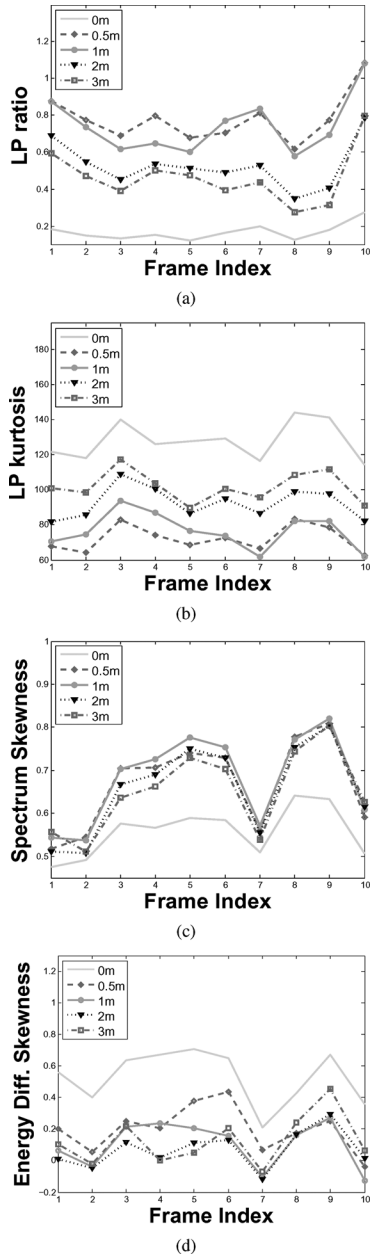 0m
0.5m
1m
2m
3m
1.2
1
0.8
0.6
0.4
0.2
LP ratio
1 2 3 4 5 6 7 8 9 10
Frame Index
(a)
0m
0.5m
1m
2m
3m
180
160
140
120
100
80
60
LP kurtosis
1 2 3 4 5 6 7 8 9 10
Frame Index
(b)
0m
0.5m
1m
2m
3m
1
0.9
0.8
0.7
0.6
0.5
Spectrum Skewness
1 2 3 4 5 6 7 8 9 10
Frame Index
(c)
0m
0.5m
1m
2m
3m
1.2
1
0.8
0.6
0.4
0.2
0
−0.2
Energy Diff. Skewness
1 2 3 4 5 6 7 8 9 10
Frame Index
(d)